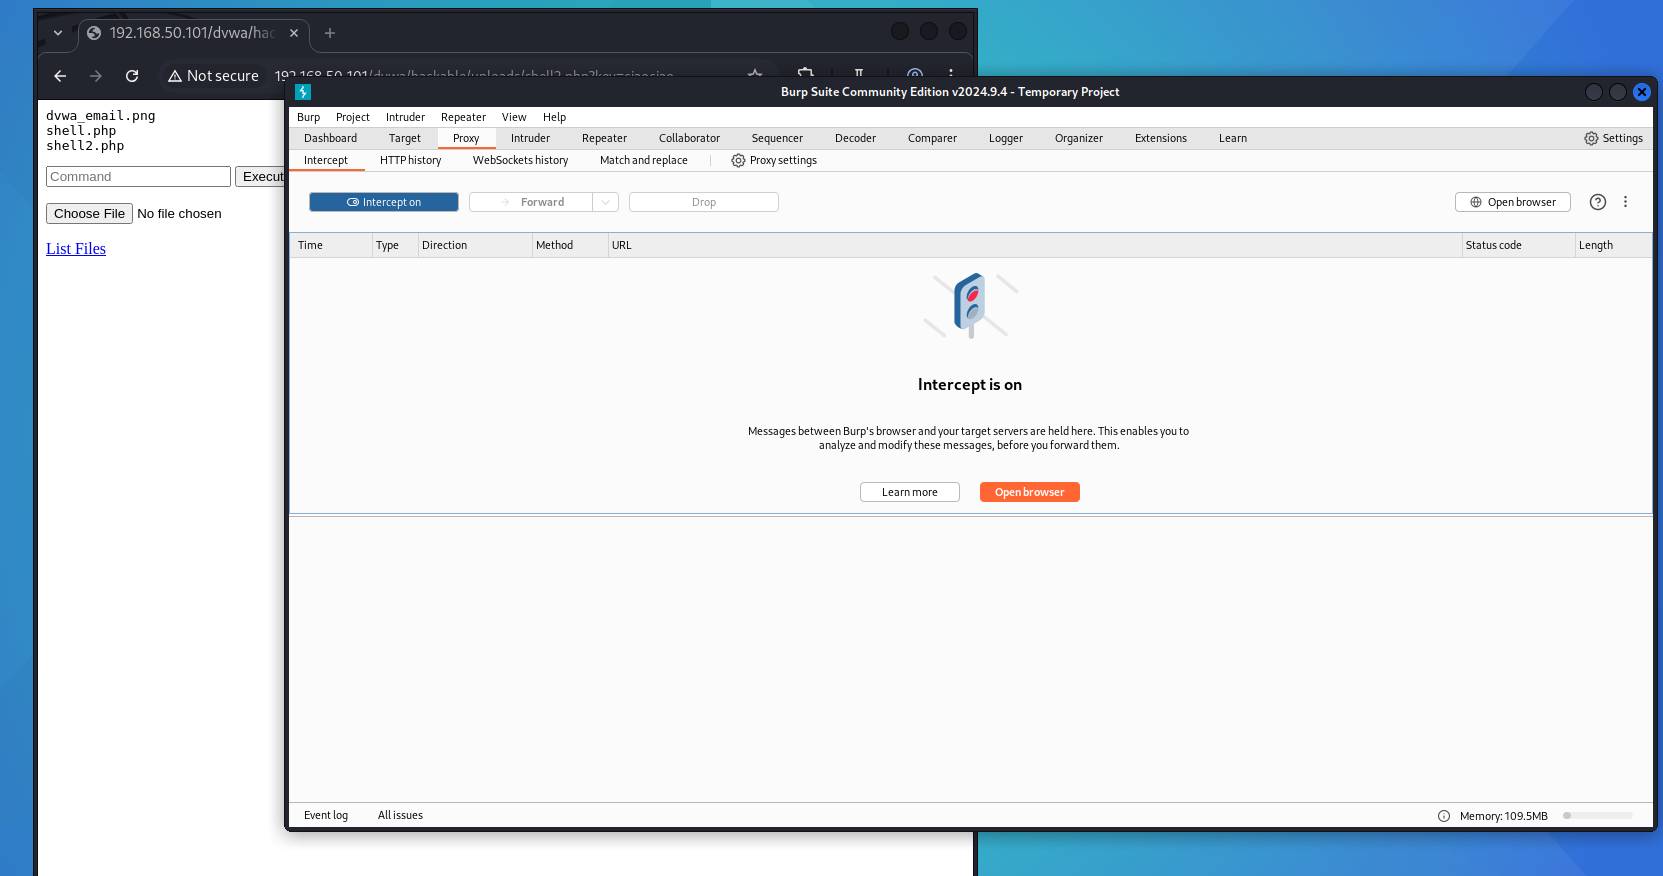 192.168.50.101/dvwa/hac
Not secure 192.168.50.101/dvwa/hackable/uploads/shell2.php?key=ciaociao
dvwa_email.png
shell.php
shell2.php
Command Execut
Choose File No file chosen
List Files
Burp Suite Community Edition v2024.9.4 - Temporary Project
Burp Project Intruder Repeater View Help
Dashboard Target Proxy Intruder Repeater Collaborator Sequencer Decoder Comparer Logger Organizer Extensions Learn Settings
Intercept HTTP history WebSockets history Match and replace Proxy settings
Intercept on Forward Drop Open browser
Time Type Direction Method URL Status code Length
Intercept is on
Messages between Burp's browser and your target servers are held here. This enables you to
analyze and modify these messages, before you forward them.
Learn more Open browser
Event log All issues Memory: 109.5MB